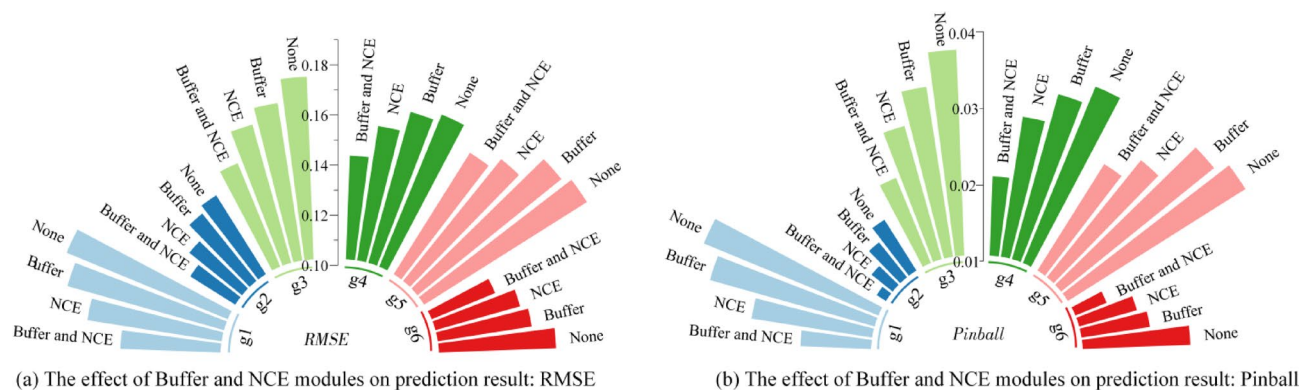 None
Buffer
NCE
Buffer and NCE
g1
None
Buffer
NCE
Buffer and NCE
g2
None
Buffer
NCE
Buffer and NCE
g3
0.18
0.16
0.14
0.12
0.10
Buffer and NCE
NCE
Buffer
None
g4
Buffer and NCE
NCE
Buffer
None
g5
Buffer and NCE
NCE
Buffer
None
g6
RMSE
(a) The effect of Buffer and NCE modules on prediction result: RMSE
None
Buffer
NCE
Buffer and NCE
g1
None
Buffer
NCE
Buffer and NCE
g2
None
Buffer
NCE
Buffer and NCE
g3
0.04
0.03
0.02
0.01
Buffer and NCE
NCE
Buffer
None
g4
Buffer and NCE
NCE
Buffer
None
g5
Buffer and NCE
NCE
Buffer
None
g6
Pinball
(b) The effect of Buffer and NCE modules on prediction result: Pinball